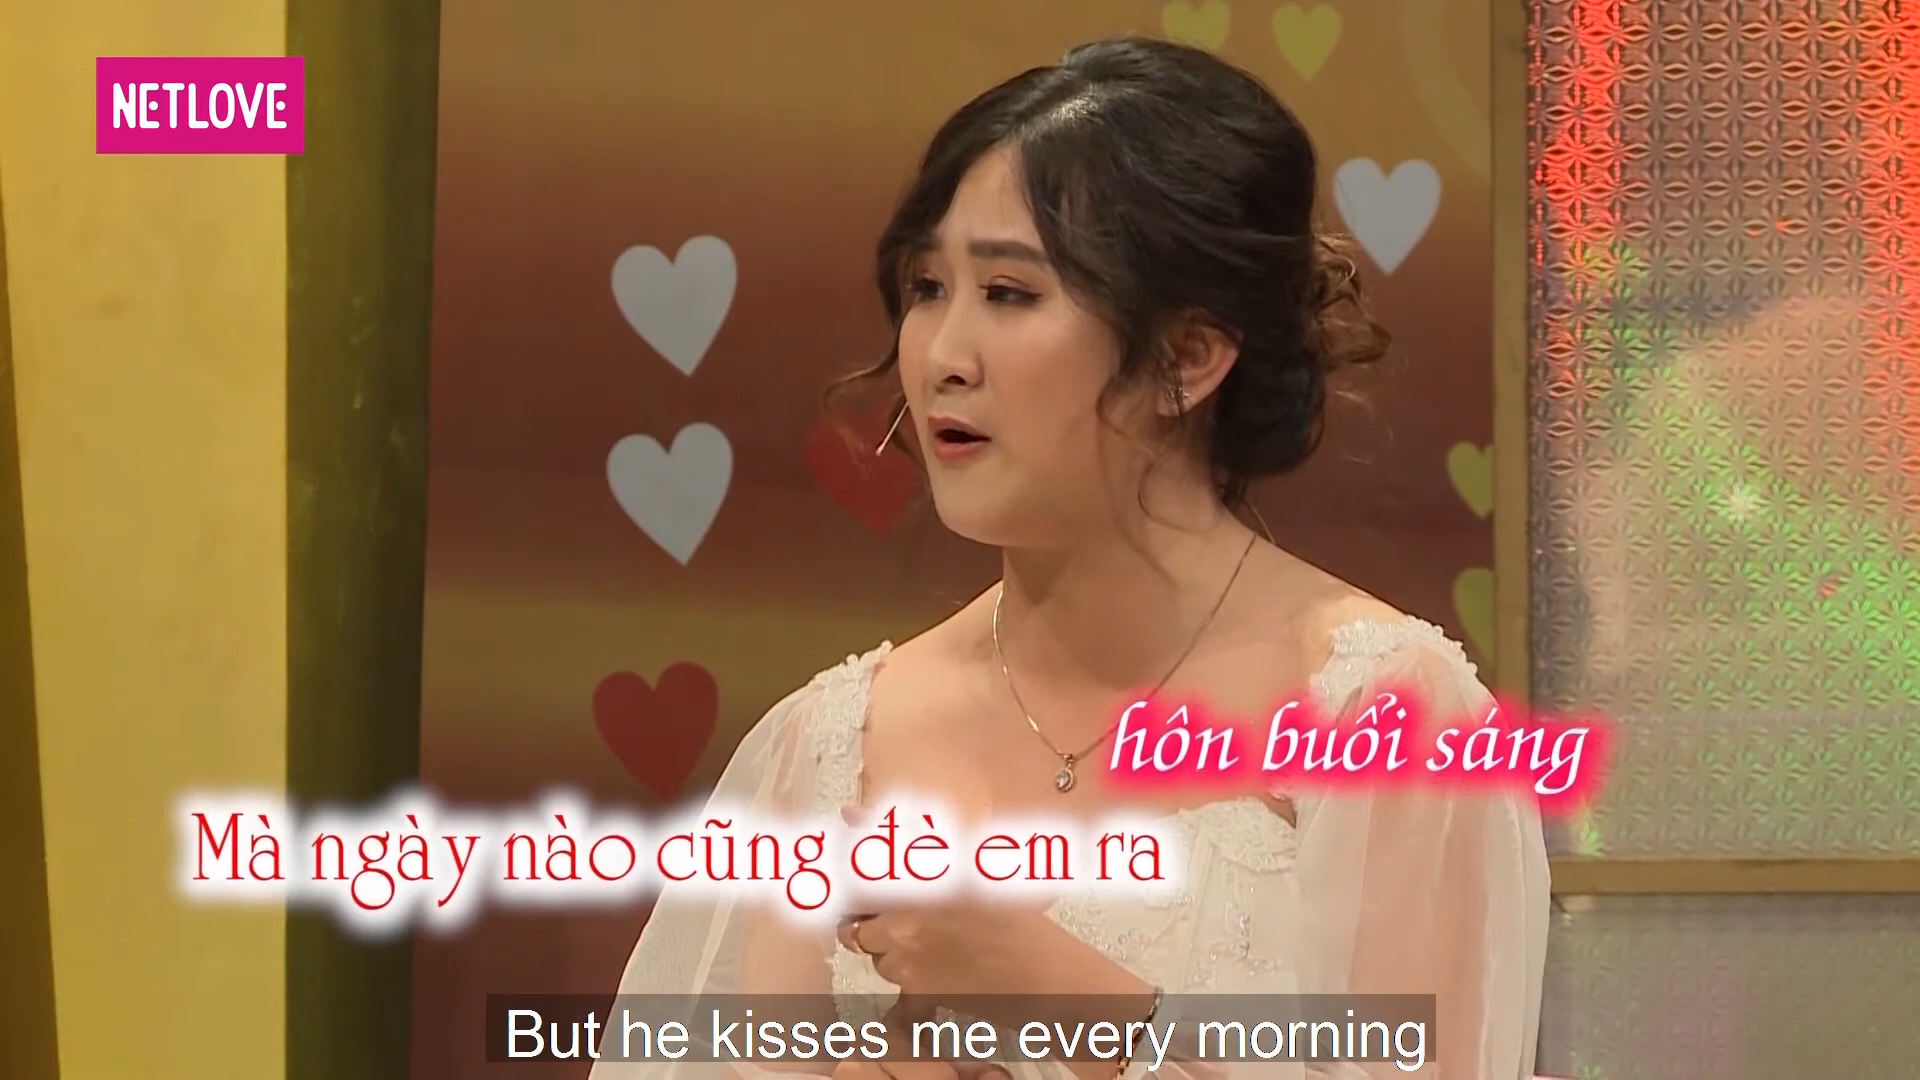 NETLOVE
Mà ngày nào cũng đè em ra
hôn buổi sáng
But he kisses me every morning